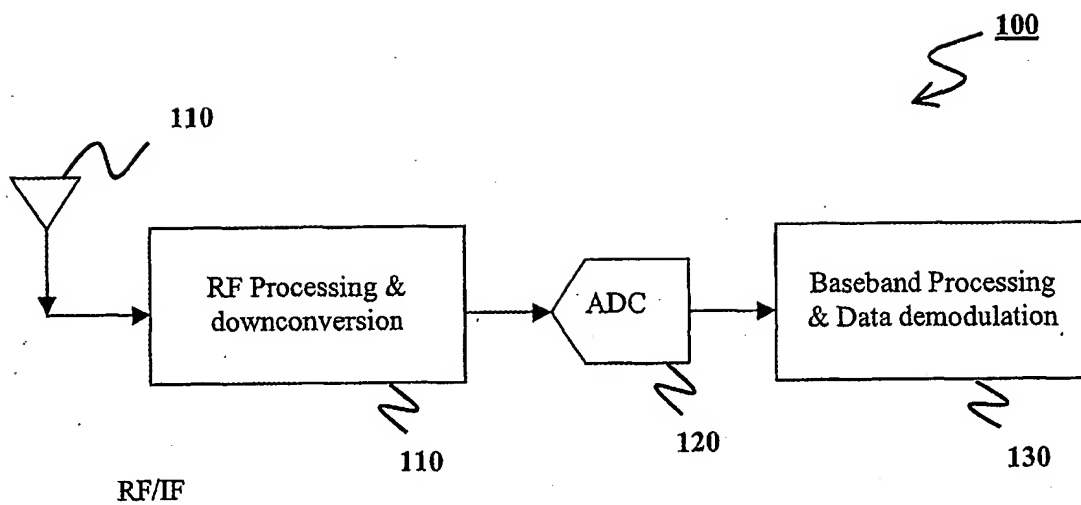 100
110
RF Processing &
downconversion
ADC
Baseband Processing
& Data demodulation
110
120
130
RF/IF